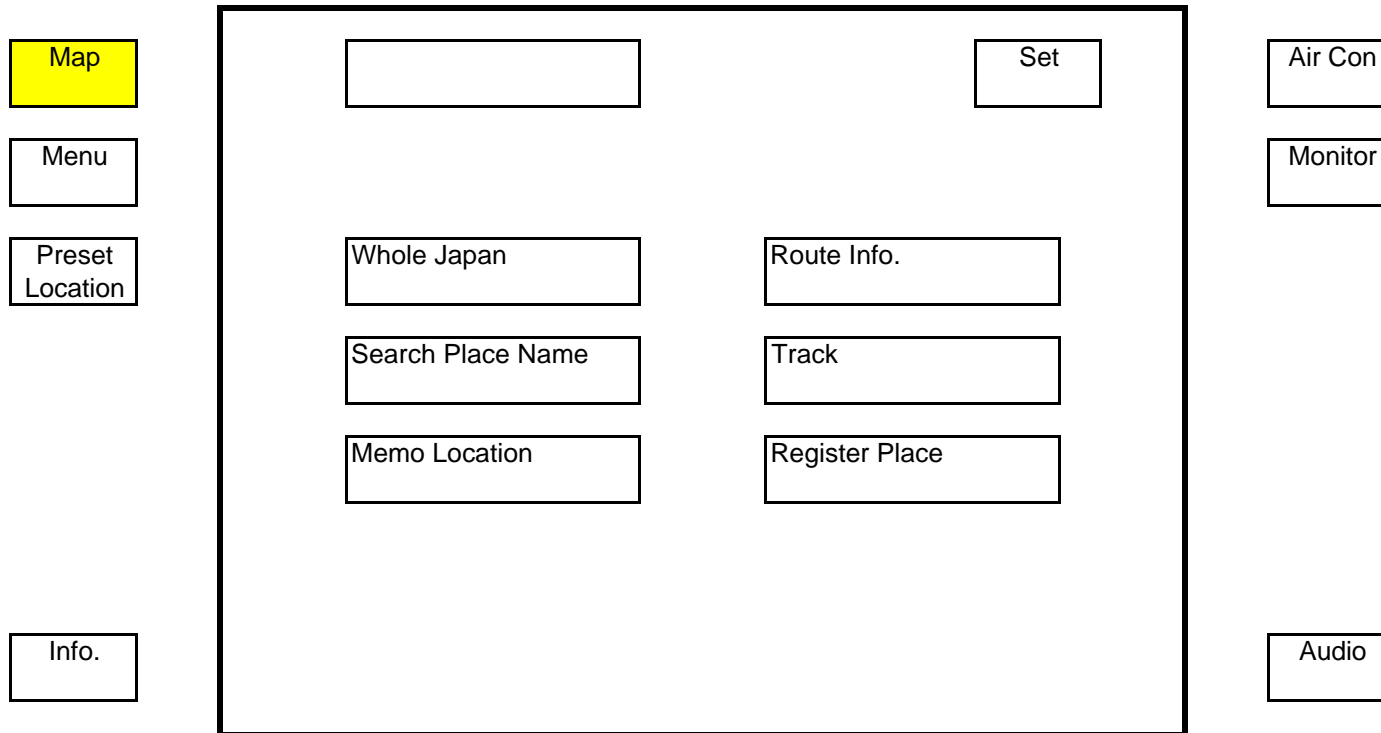 Map
Set
Air Con
Menu
Monitor
Preset
Location
Whole Japan
Route Info.
Search Place Name
Track
Memo Location
Register Place
Info.
Audio